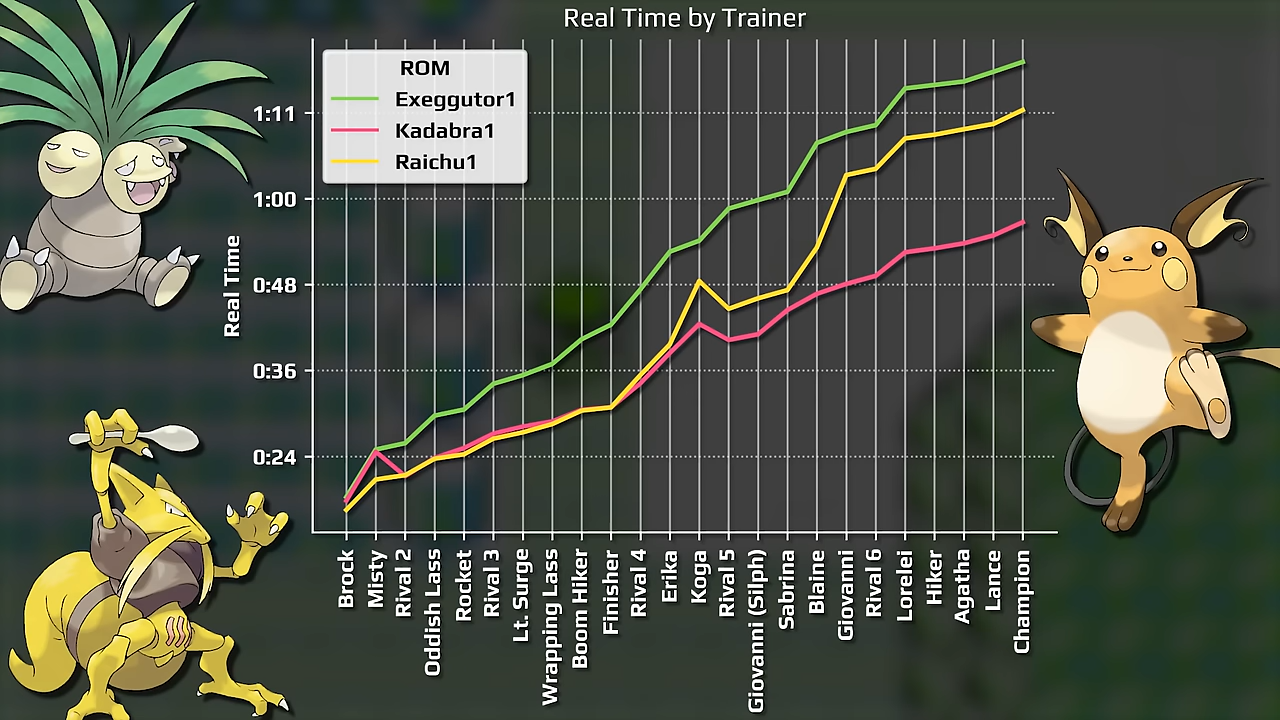 Real Time by Trainer
ROM
Exeggutor1
Kadabra1
Raichu1
Real Time
1:11
1:00
0:48
0:36
0:24
Brock
Misty
Rival 2
Oddish Lass
Rocket
Rival 3
Lt. Surge
Wrapping Lass
Boom Hiker
Finisher
Rival 4
Erika
Koga
Rival 5
Giovanni (Silph)
Sabrina
Blaine
Giovanni
Rival 6
Lorelei
Hiker
Agatha
Lance
Champion